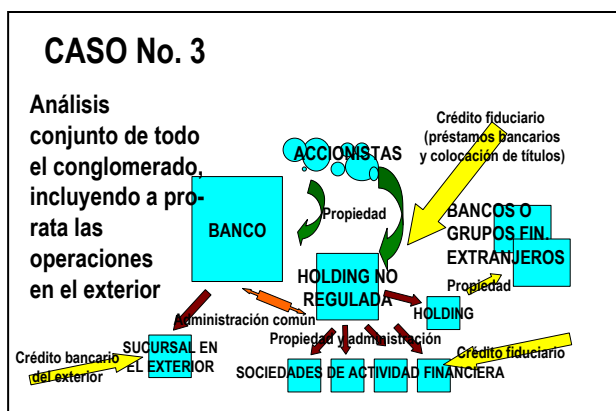 CASO No. 3
Análisis
conjunto de todo
el conglomerado,
incluyendo a pro-
rata las
operaciones
en el exterior
Crédito fiduciario
(préstamos bancarios
y colocación de títulos)
ACCIONISTAS
Propiedad
BANCO
BANCOS O
GRUPOS FIN.
EXTRANJEROS
HOLDING NO
REGULADA
Propiedad
HOLDING
Administración común
Propiedad y administración
SUCURSAL EN
EL EXTERIOR
Crédito bancario
del exterior
Crédito fiduciario
SOCIEDADES DE ACTIVIDAD FINANCIERA